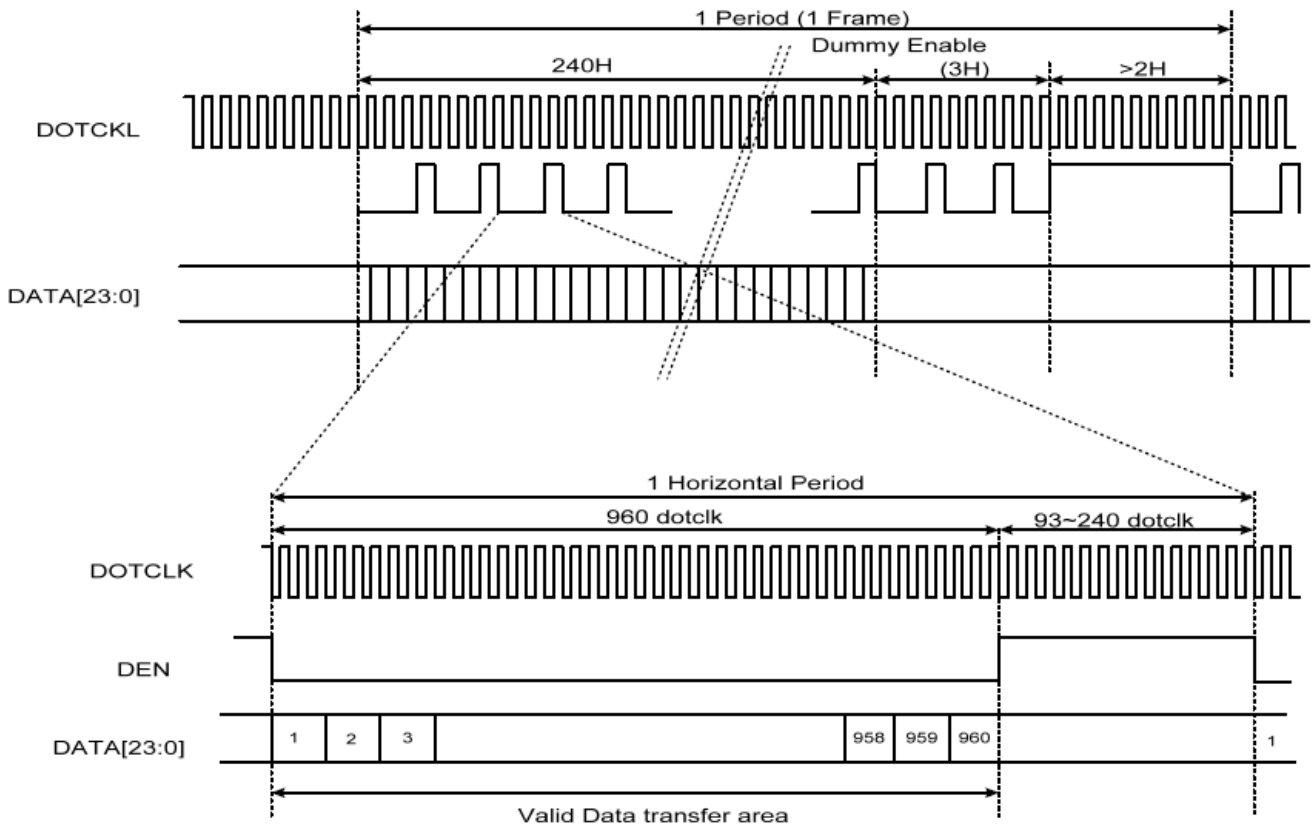 1 Period (1 Frame)
Dummy Enable
240H
(3H)
>2H
DOTCKL
DATA[23:0]
1 Horizontal Period
960 dotclk
93~240 dotclk
DOTCLK
DEN
DATA[23:0]
1
2
3
958
959
960
1
Valid Data transfer area